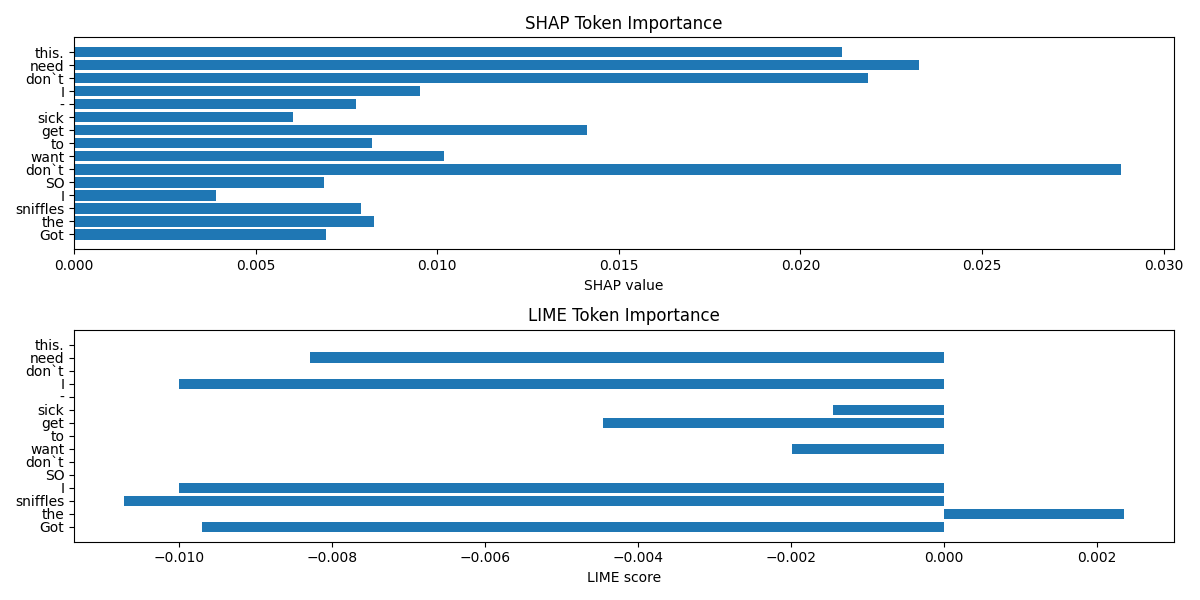 SHAP Token Importance
this.
need
don`t
I
-
sick
get
to
want
don`t
SO
I
sniffles
the
Got
0.000 0.005 0.010 0.015 0.020 0.025 0.030
SHAP value
LIME Token Importance
this.
need
don`t
I
-
sick
get
to
want
don`t
SO
I
sniffles
the
Got
−0.010 −0.008 −0.006 −0.004 −0.002 0.000 0.002
LIME score